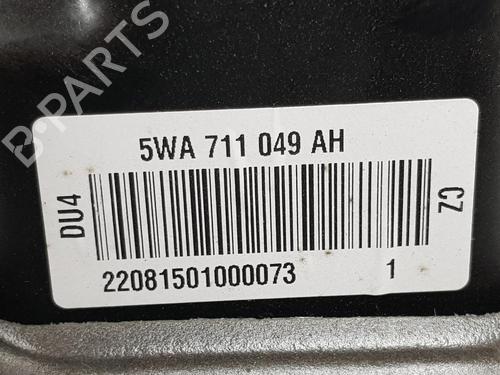 B-PARTS
5WA 711 049 AH
DU4
CZ
22081501000073 1